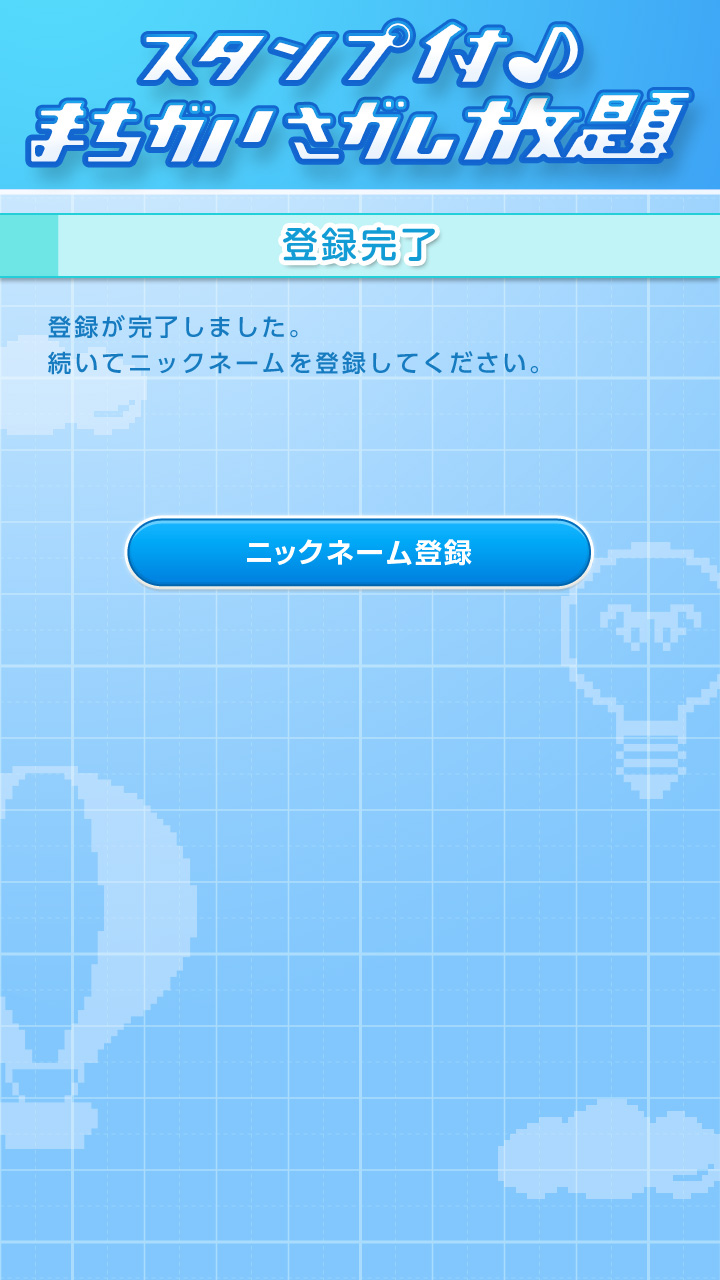 スタンプ付♪
まちがいさがし放題
登録完了
登録が完了しました。
続いてニックネームを登録してください。
ニックネーム登録